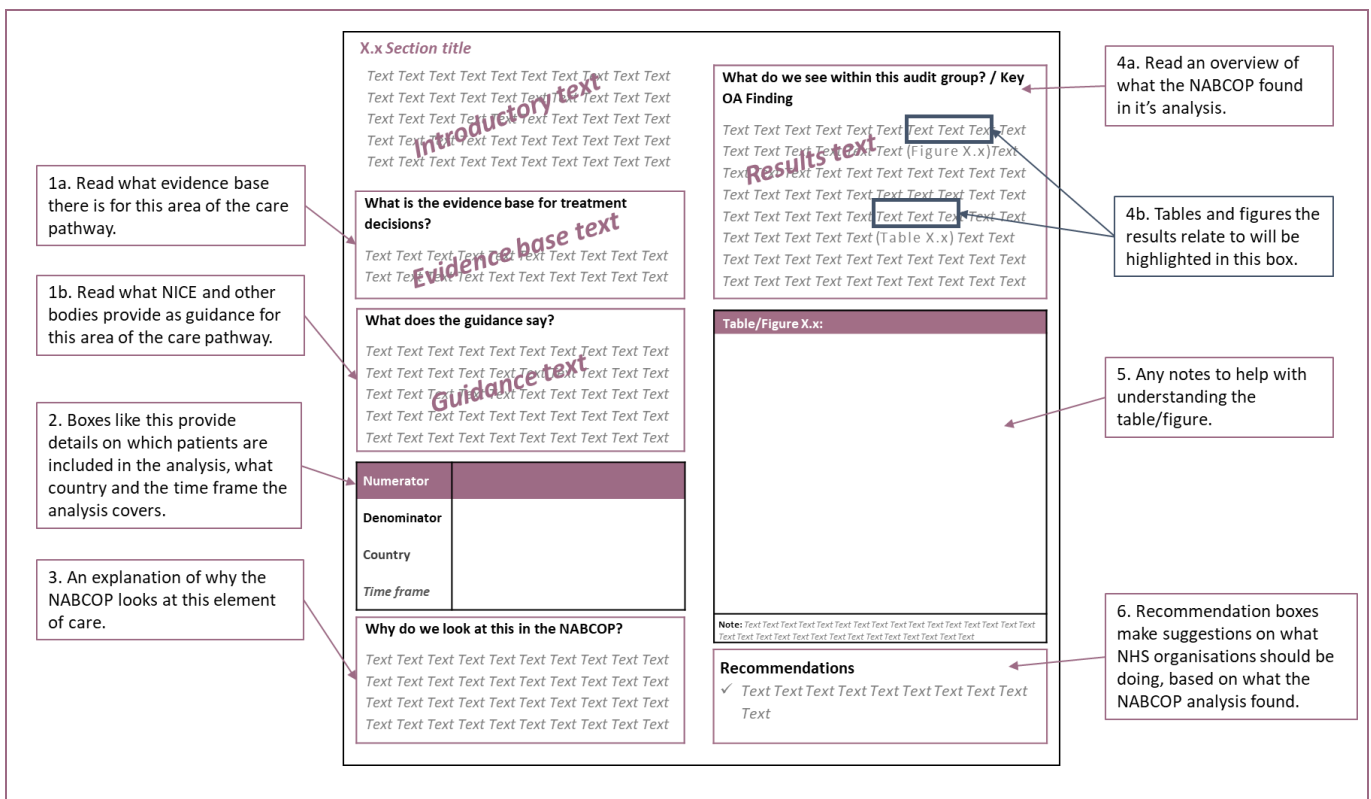 1a. Read what evidence base
there is for this area of the care
pathway.
1b. Read what NICE and other
bodies provide as guidance for
this area of the care pathway.
2. Boxes like this provide
details on which patients are
included in the analysis, what
country and the time frame the
analysis covers.
3. An explanation of why the
NABCOP looks at this element
of care.
X.x Section title
Text Text Text Text Text Text Text Text Text Text
Text Text Text Text Text Text Text Text Text Text
Text Text Text Text Text Text Text Text Text Text
Text Text Text Text Text Text Text Text Text Text
Text Text Text Text Text Text Text Text Text Text
Introductory text
What is the evidence base for treatment
decisions?
Text Text Text Text Text Text Text Text Text Text
Text Text Text Text Text Text Text Text Text Text
Evidence base text
What does the guidance say?
Text Text Text Text Text Text Text Text Text Text
Text Text Text Text Text Text Text Text Text Text
Text Text Text Text Text Text Text Text Text Text
Text Text Text Text Text Text Text Text Text Text
Text Text Text Text Text Text Text Text Text Text
Guidance text
Numerator
Denominator
Country
Time frame
Why do we look at this in the NABCOP?
Text Text Text Text Text Text Text Text Text Text
Text Text Text Text Text Text Text Text Text Text
Text Text Text Text Text Text Text Text Text Text
Text Text Text Text Text Text Text Text Text Text
What do we see within this audit group? / Key
OA Finding
Text Text Text Text Text Text Text Text Text Text
Text Text Text Text Text Text (Figure X.x)Text
Text Text Text Text Text Text Text Text Text Text
Text Text Text Text Text Text Text Text Text Text
Text Text Text Text Text Text Text Text Text Text
Text Text Text Text Text (Table X.x) Text Text
Text Text Text Text Text Text Text Text Text Text
Text Text Text Text Text Text Text Text Text Text
Results text
Table/Figure X.x:
Note: Text Text Text Text Text Text Text Text Text Text Text Text Text Text Text Text Text Text
Text Text Text Text Text Text Text Text Text Text Text Text Text Text Text Text
Recommendations
✓ Text Text Text Text Text Text Text Text Text
Text
4a. Read an overview of
what the NABCOP found
in it's analysis.
4b. Tables and figures the
results relate to will be
highlighted in this box.
5. Any notes to help with
understanding the
table/figure.
6. Recommendation boxes
make suggestions on what
NHS organisations should be
doing, based on what the
NABCOP analysis found.